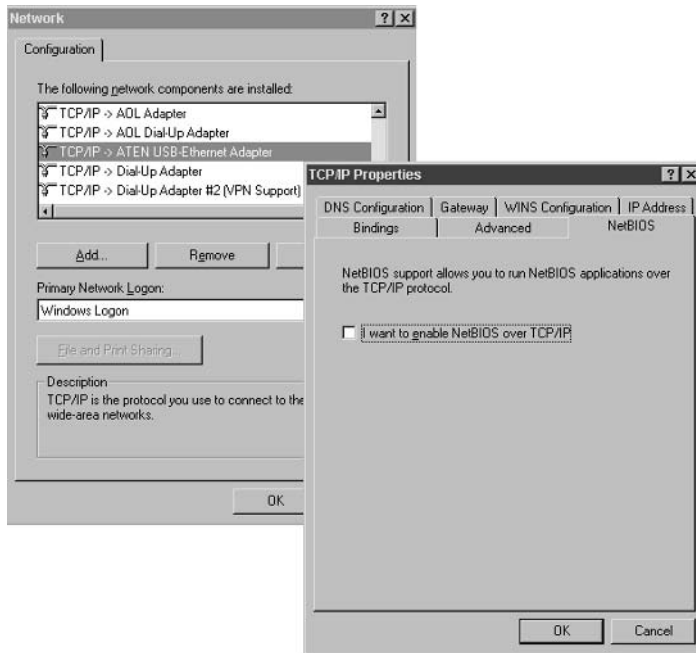 Network
Configuration
The following network components are installed:
TCP/IP -> AOL Adapter
TCP/IP -> AOL Dial-Up Adapter
TCP/IP -> ATEN USB-Ethernet Adapter
TCP/IP -> Dial-Up Adapter
TCP/IP -> Dial-Up Adapter #2 (VPN Support)
Add... Remove
Primary Network Logon:
Windows Logon
File and Print Sharing...
Description
TCP/IP is the protocol you use to connect to the
wide-area networks.
OK
TCP/IP Properties
DNS Configuration Gateway WINS Configuration IP Address
Bindings Advanced NetBIOS
NetBIOS support allows you to run NetBIOS applications over
the TCP/IP protocol.
I want to enable NetBIOS over TCP/IP
OK Cancel